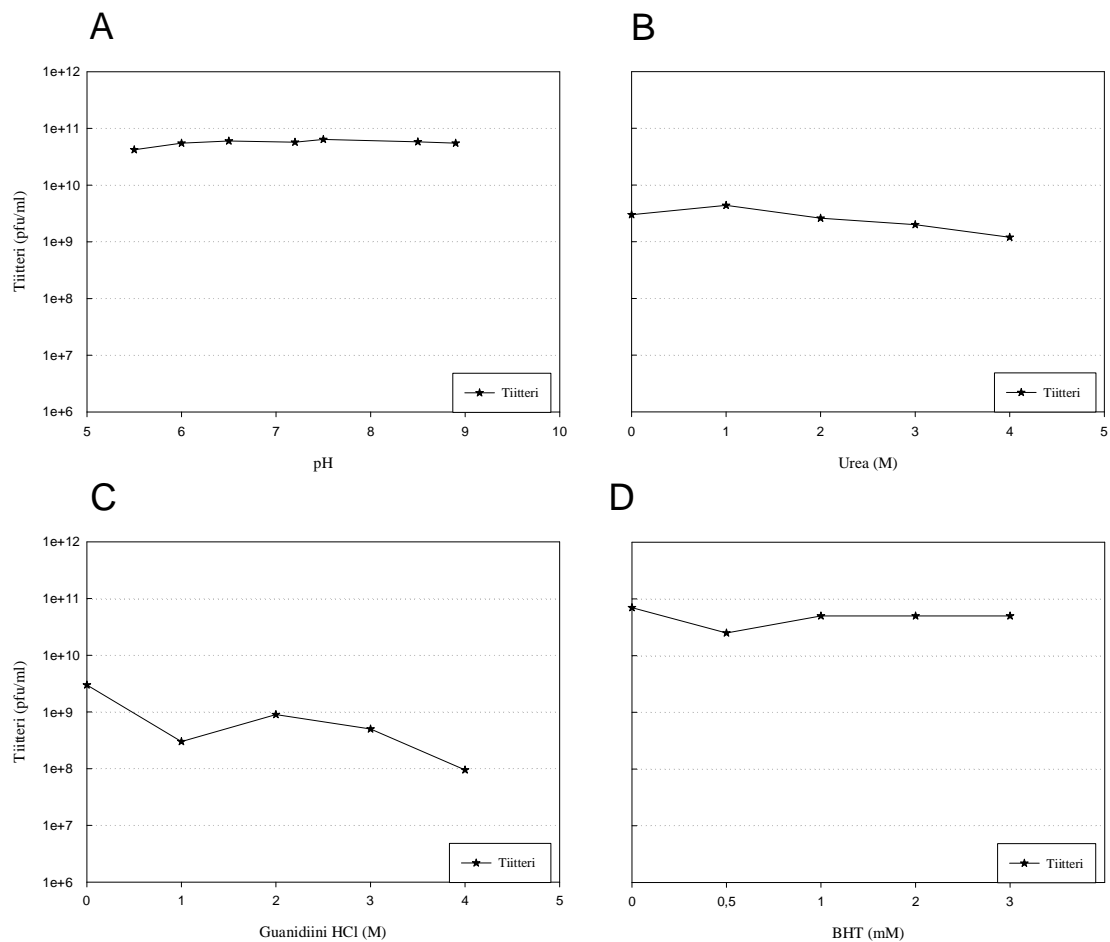 A
B
1e+12
1e+11
1e+10
1e+9
1e+8
1e+7
1e+6
Tiitteri (pfu/ml)
Tiitteri
Tiitteri
5 6 7 8 9 10
0 1 2 3 4 5
pH
Urea (M)
C
D
1e+12
1e+11
1e+10
1e+9
1e+8
1e+7
1e+6
Tiitteri (pfu/ml)
Tiitteri
Tiitteri
0 1 2 3 4 5
0 0,5 1 2 3
Guanidiini HCl (M)
BHT (mM)